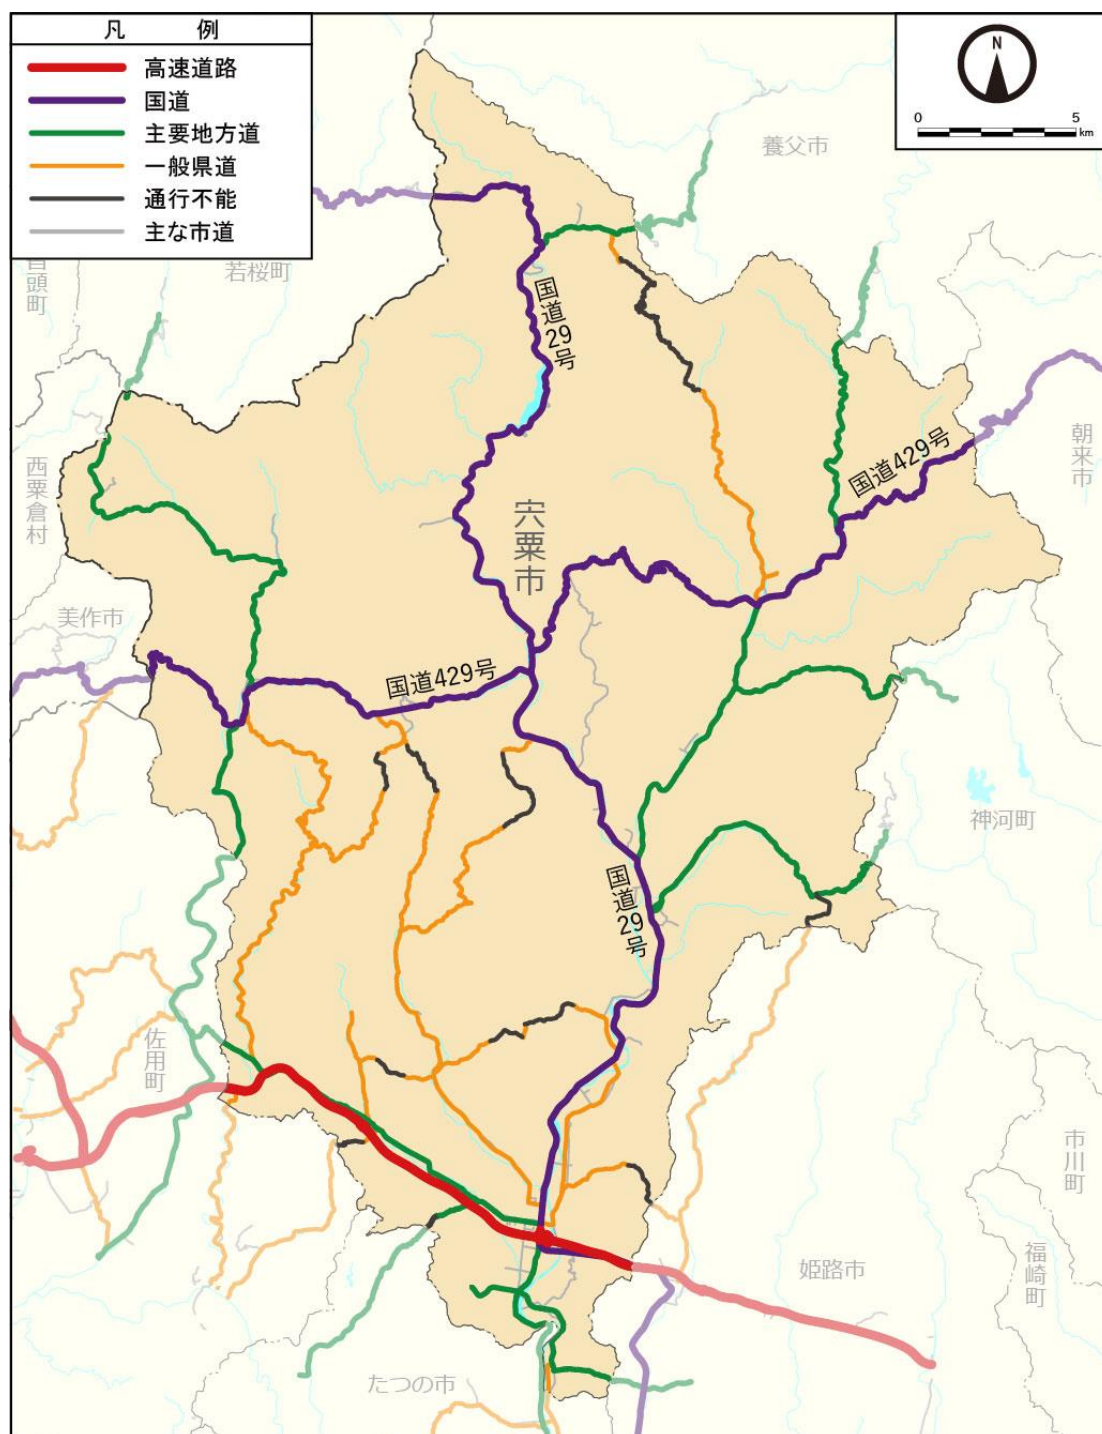 凡 例
高速道路
国道
主要地方道
一般県道
通行不能
主な市道
N
0 5
km
養父市
若桜町
頭町
国道29号
国道429号
朝来市
西粟倉村
宍粟市
美作市
国道429号
神河町
国道29号
佐用町
市川町
福崎町
姫路市
たつの市